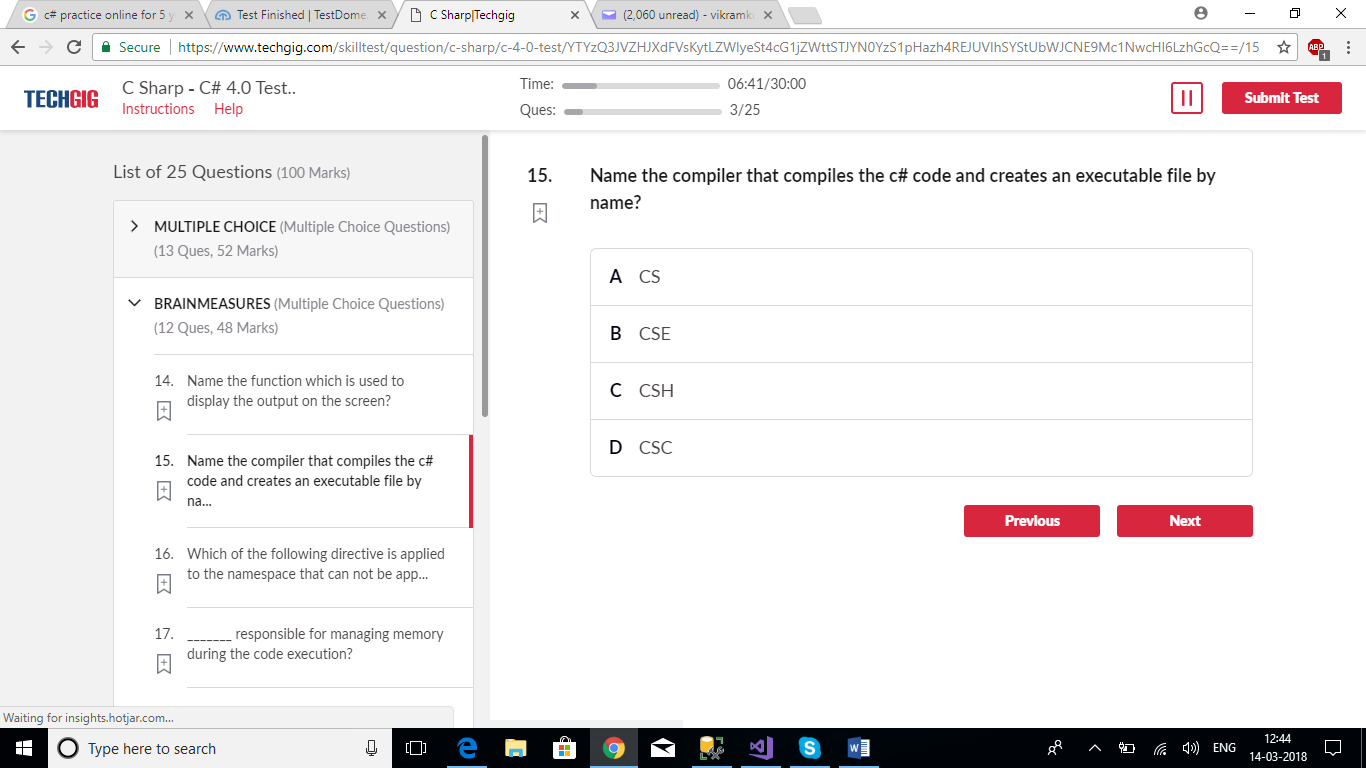 c# practice online for 5 y
Test Finished | TestDome
C Sharp|Techgig
(2,060 unread) - vikramk
Secure
https://www.techgig.com/skilltest/question/c-sharp/c-4-0-test/YTYzQ3JVZHJXdFVsKytLZWIyeSt4cG1jZWttSTJYN0YzS1pHazh4REJUVlhSYStUbWJCNE9Mc1NwcHI6LzhGcQ==/15
ABP
1
TECHGIG
C Sharp - C# 4.0 Test..
Instructions Help
Time: 06:41/30:00
Ques: 3/25
Submit Test
List of 25 Questions (100 Marks)
MULTIPLE CHOICE (Multiple Choice Questions)
(13 Ques, 52 Marks)
BRAINMEASURES (Multiple Choice Questions)
(12 Ques, 48 Marks)
14. Name the function which is used to
display the output on the screen?
15. Name the compiler that compiles the c#
code and creates an executable file by
na...
16. Which of the following directive is applied
to the namespace that can not be app...
17. _______ responsible for managing memory
during the code execution?
15. Name the compiler that compiles the c# code and creates an executable file by
name?
A CS
B CSE
C CSH
D CSC
Previous
Next
Waiting for insights.hotjar.com...
Type here to search
ENG
12:44
14-03-2018